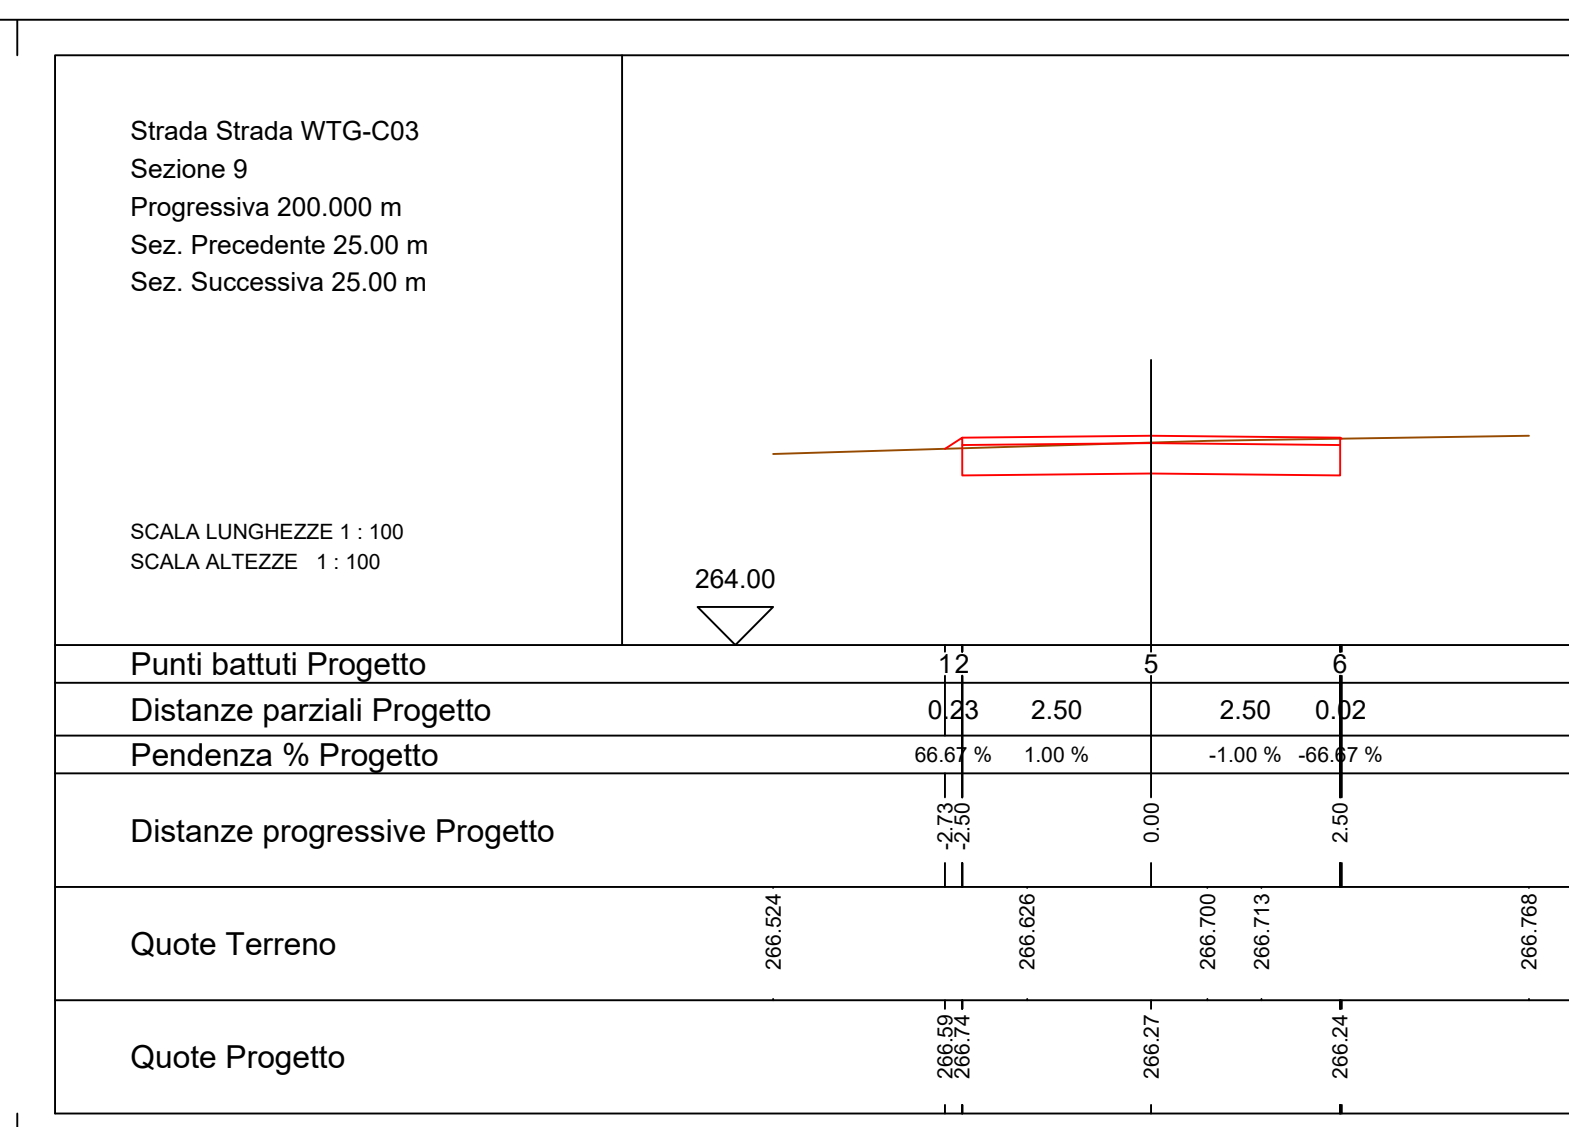 Strada Strada WTG-C03
Sezione 9
Progressiva 200.000 m
Sez. Precedente 25.00 m
Sez. Successiva 25.00 m
SCALA LUNGHEZZE 1 : 100
SCALA ALTEZZE 1 : 100
264.00
Punti battuti Progetto 1 2 5 6
Distanze parziali Progetto 0.23 2.50 2.50 0.02
Pendenza % Progetto 66.67 % 1.00 % -1.00 % -66.67 %
Distanze progressive Progetto -2.73 -2.50 0.00 2.50
Quote Terreno 266.524 266.626 266.700 266.713 266.768
Quote Progetto 266.59 266.74 266.27 266.24